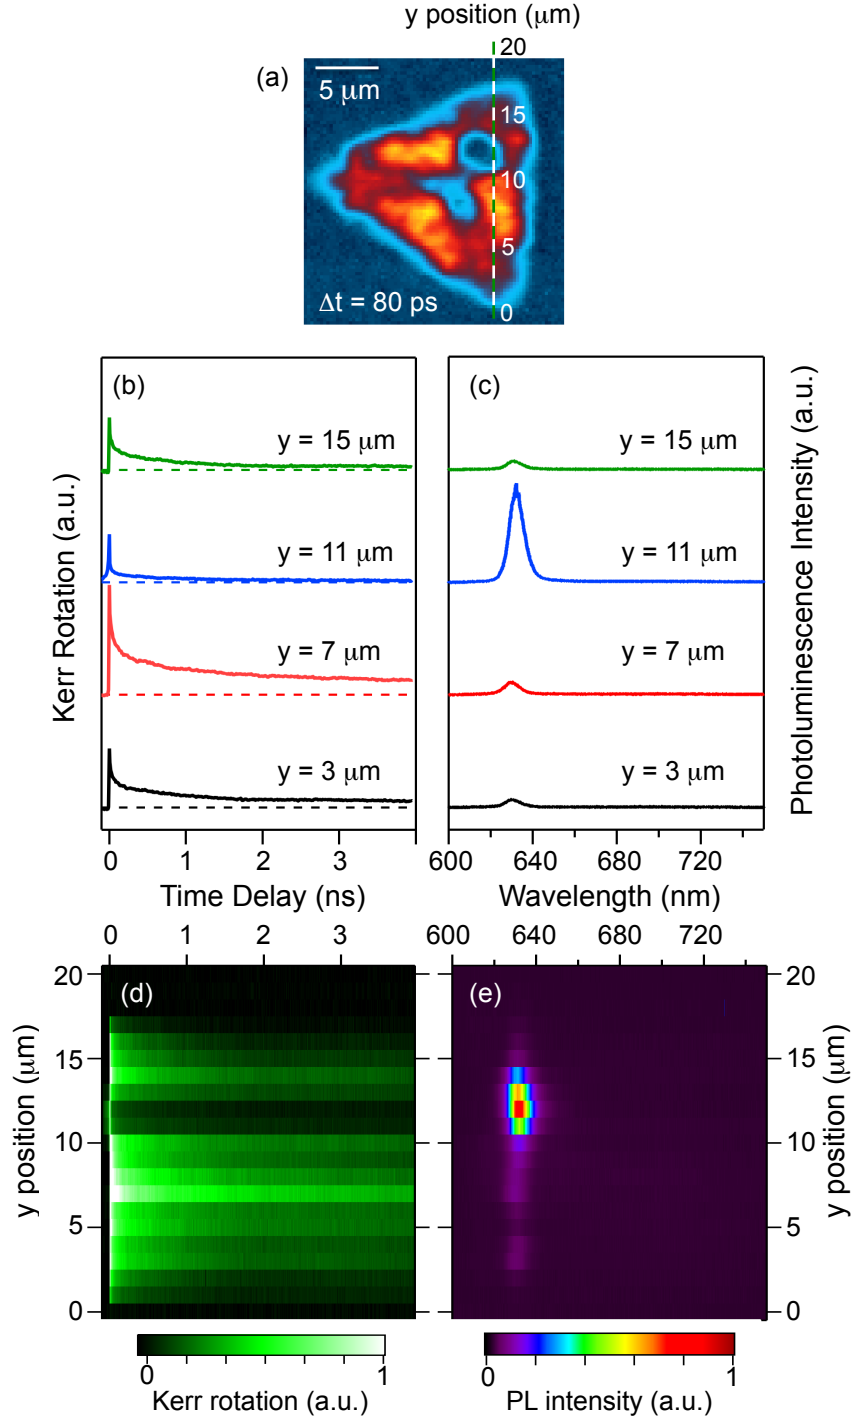 y position (μm)
20
(a)
5 μm
15
10
5
Δt = 80 ps
0
(b)
(c)
y = 15 μm
y = 15 μm
y = 11 μm
y = 11 μm
y = 7 μm
y = 7 μm
y = 3 μm
y = 3 μm
Kerr Rotation (a.u.)
Photoluminescence Intensity (a.u.)
0 1 2 3
600 640 680 720
Time Delay (ns)
Wavelength (nm)
0 1 2 3
600 640 680 720
(d)
(e)
20
15
10
5
0
20
15
10
5
0
y position (μm)
y position (μm)
0 1
0 1
Kerr rotation (a.u.)
PL intensity (a.u.)